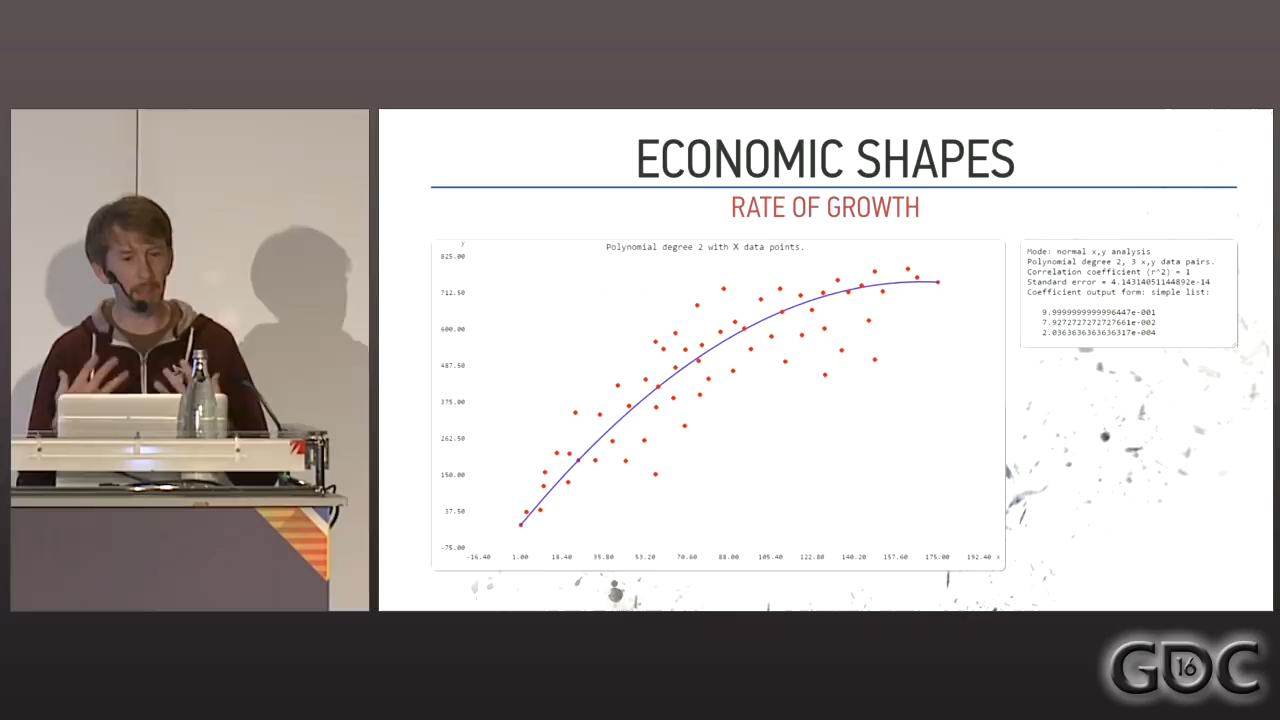 ECONOMIC SHAPES
RATE OF GROWTH
Polynomial degree 2 with X data points.
y
825.00
712.50
600.00
487.50
375.00
262.50
150.00
37.50
-75.00
-16.40 1.00 18.40 35.80 53.20 70.60 88.00 105.40 122.80 140.20 157.60 175.00 192.40 x
Mode: normal x,y analysis
Polynomial degree 2, 3 x,y data pairs.
Correlation coefficient (r^2) = 1
Standard error = 4.14314051144892e-14
Coefficient output form: simple list:
9.9999999999996447e-001
7.9272727272727661e-002
2.0363636363636317e-004
GDC
16